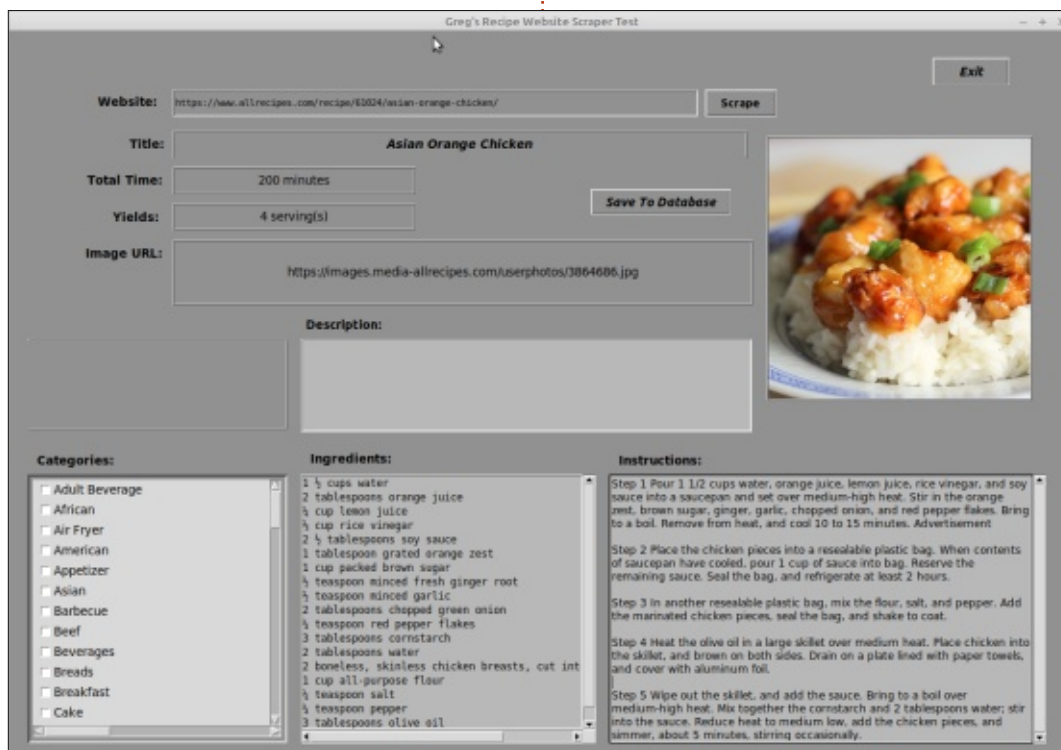 Greg's Recipe Website Scraper Test
Exit
Website: https://www.allrecipes.com/recipe/61024/asian-orange-chicken/ Scrape
Title: Asian Orange Chicken
Total Time: 200 minutes
Yields: 4 serving(s)
Save To Database
Image URL: https://images.media-allrecipes.com/userphotos/3864686.jpg
Description:
Categories:
Adult Beverage
African
Air Fryer
American
Appetizer
Asian
Barbecue
Beef
Beverages
Breads
Breakfast
Cake
Ingredients:
1 ½ cups water
2 tablespoons orange juice
cup lemon juice
cup rice vinegar
2 ½ tablespoons soy sauce
1 tablespoon grated orange zest
1 cup packed brown sugar
teaspoon minced fresh ginger root
teaspoon minced garlic
2 tablespoons chopped green onion
teaspoon red pepper flakes
3 tablespoons cornstarch
2 tablespoons water
2 boneless, skinless chicken breasts, cut int
1 cup all-purpose flour
teaspoon salt
teaspoon pepper
3 tablespoons olive oil
Instructions:
Step 1 Pour 1 1/2 cups water, orange juice, lemon juice, rice vinegar, and soy
sauce into a saucepan and set over medium-high heat. Stir in the orange
zest, brown sugar, ginger, garlic, chopped onion, and red pepper flakes. Bring
to a boil. Remove from heat, and cool 10 to 15 minutes. Advertisement
Step 2 Place the chicken pieces into a resealable plastic bag. When contents
of saucepan have cooled, pour 1 cup of sauce into bag. Reserve the
remaining sauce. Seal the bag, and refrigerate at least 2 hours.
Step 3 In another resealable plastic bag, mix the flour, salt, and pepper. Add
the marinated chicken pieces, seal the bag, and shake to coat.
Step 4 Heat the olive oil in a large skillet over medium heat. Place chicken into
the skillet, and brown on both sides. Drain on a plate lined with paper towels,
and cover with aluminum foil.
Step 5 Wipe out the skillet, and add the sauce. Bring to a boil over
medium-high heat. Mix together the cornstarch and 2 tablespoons water; stir
into the sauce. Reduce heat to medium low, add the chicken pieces, and
simmer, about 5 minutes, stirring occasionally.